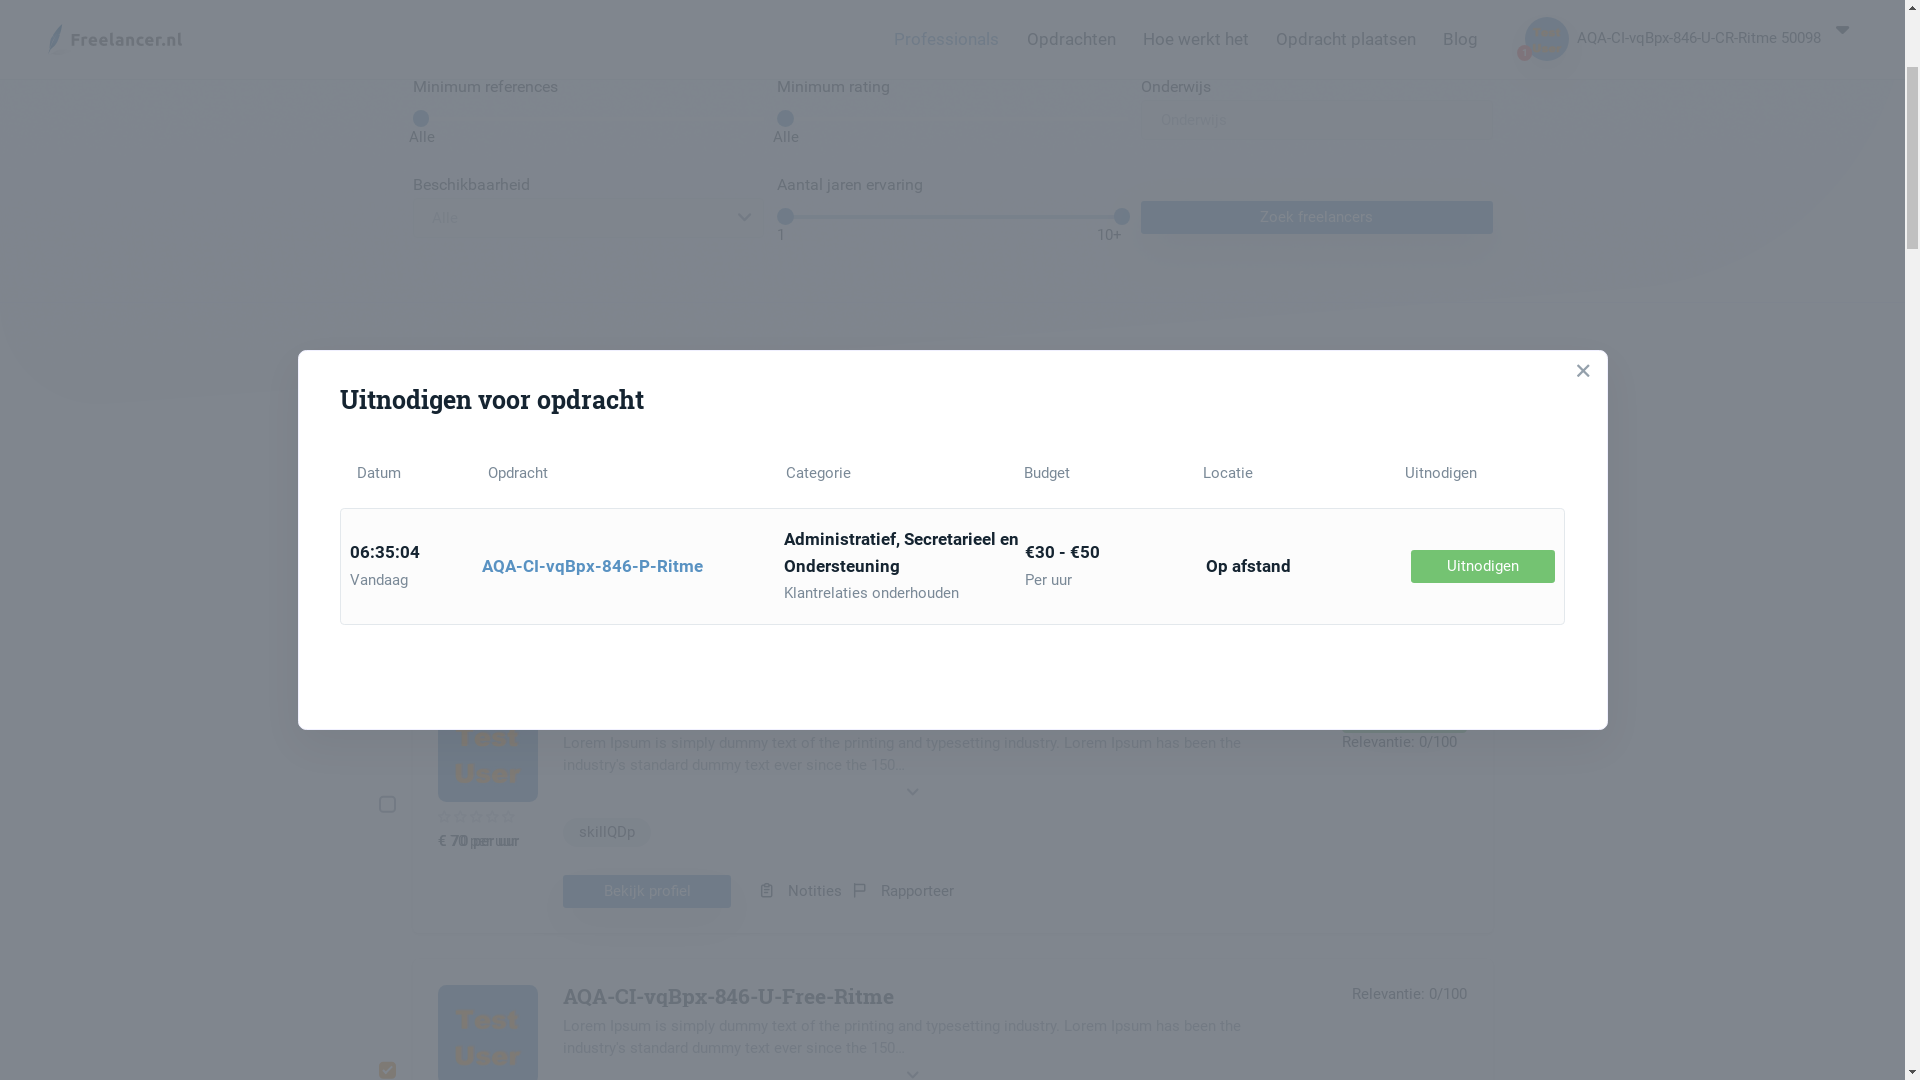 Freelancer.nl
Professionals
Opdrachten
Hoe werkt het
Opdracht plaatsen
Blog
AQA-CI-vqBpx-846-U-CR-Ritme 50098
Minimum references
Minimum rating
Onderwijs
Onderwijs
Alle
Alle
Beschikbaarheid
Aantal jaren ervaring
Alle
Zoek freelancers
1
10+
Uitnodigen voor opdracht
Datum
Opdracht
Categorie
Budget
Locatie
Uitnodigen
06:35:04
Vandaag
AQA-CI-vqBpx-846-P-Ritme
Administratief, Secretarieel en
Ondersteuning
Klantrelaties onderhouden
€30 - €50
Per uur
Op afstand
Uitnodigen
Test
User
Lorem Ipsum is simply dummy text of the printing and typesetting industry. Lorem Ipsum has been the
industry's standard dummy text ever since the 150...
Relevantie: 0/100
€ 70 per uur
skillQDp
Bekijk profiel
Notities
Rapporteer
Test
User
AQA-CI-vqBpx-846-U-Free-Ritme
Relevantie: 0/100
Lorem Ipsum is simply dummy text of the printing and typesetting industry. Lorem Ipsum has been the
industry's standard dummy text ever since the 150...